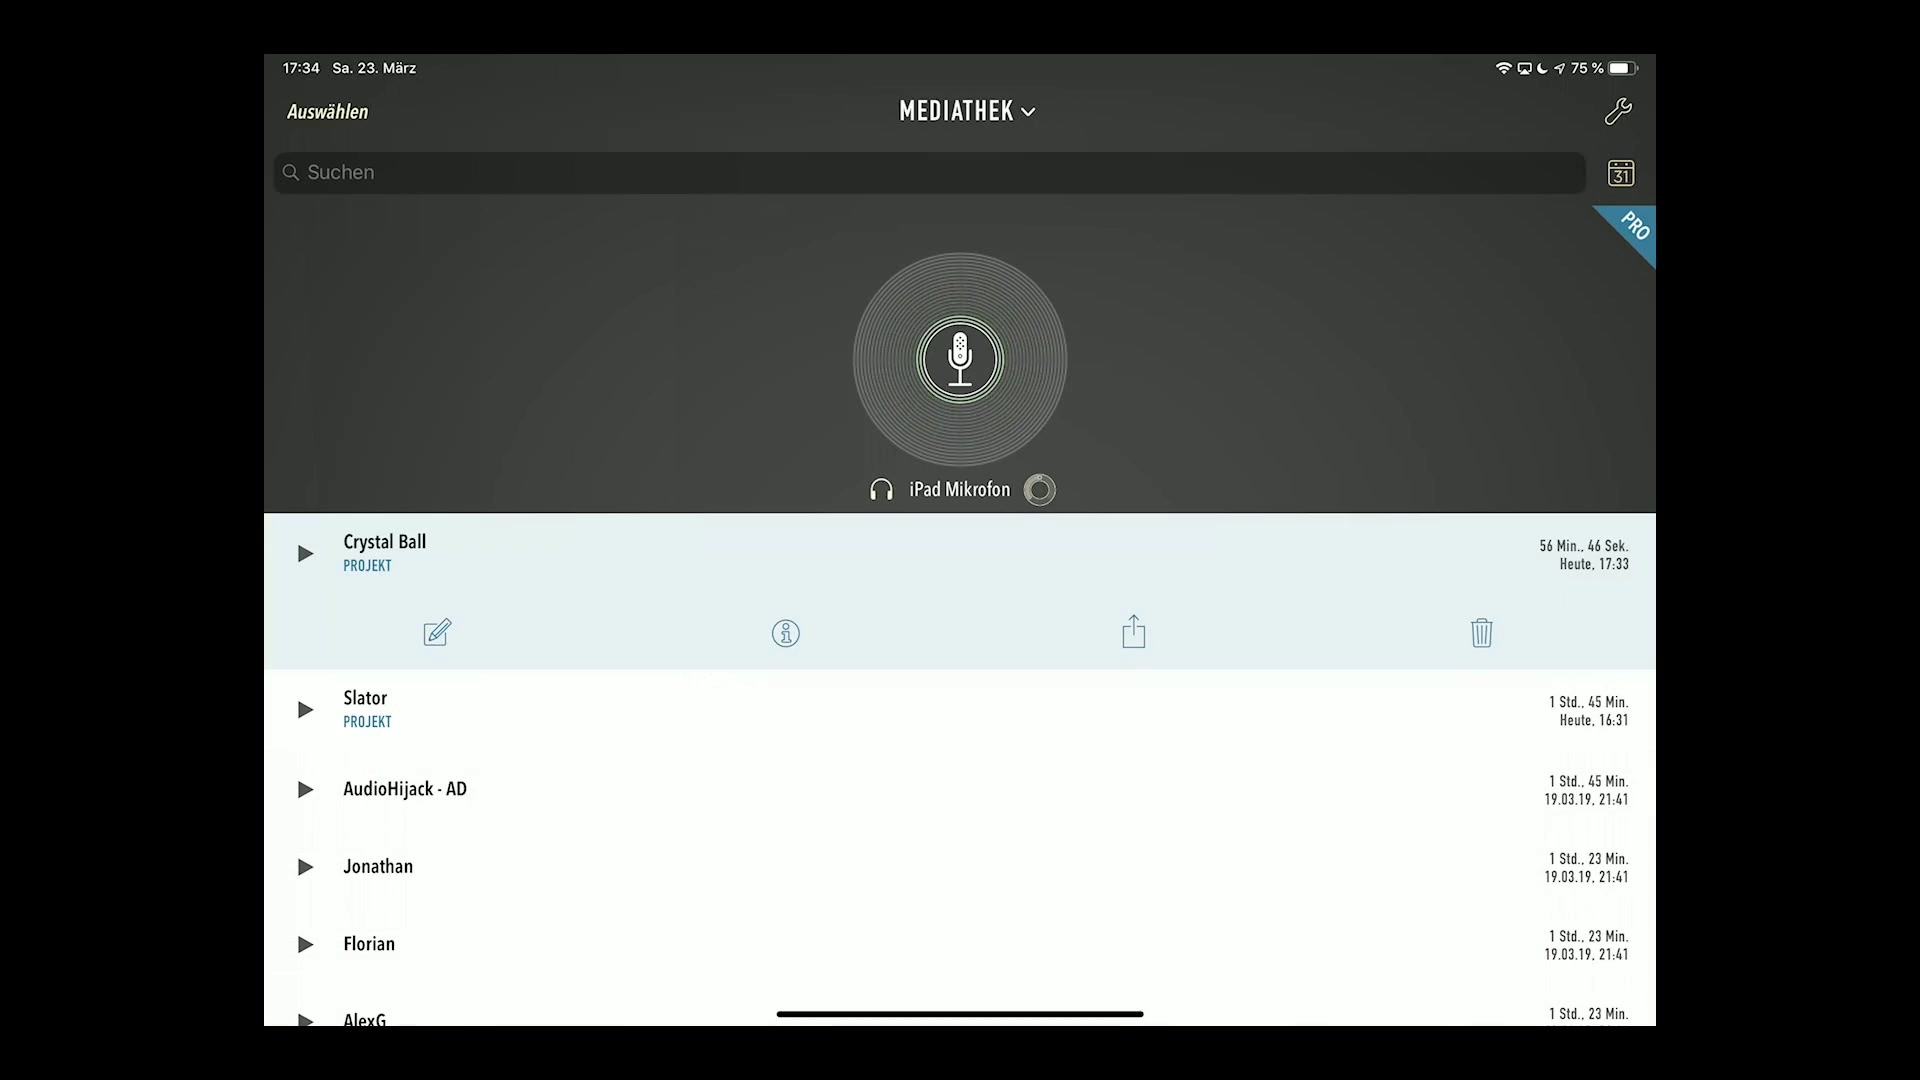 17:34 Sa. 23. März
75 %
Auswählen
MEDIATHEK
Suchen
31
PRO
iPad Mikrofon
Crystal Ball
PROJEKT
56 Min., 46 Sek.
Heute, 17:33
Slator
PROJEKT
1 Std., 45 Min.
Heute, 16:31
AudioHijack - AD
1 Std., 45 Min.
19.03.19, 21:41
Jonathan
1 Std., 23 Min.
19.03.19, 21:41
Florian
1 Std., 23 Min.
19.03.19, 21:41
AlexG
1 Std., 23 Min.